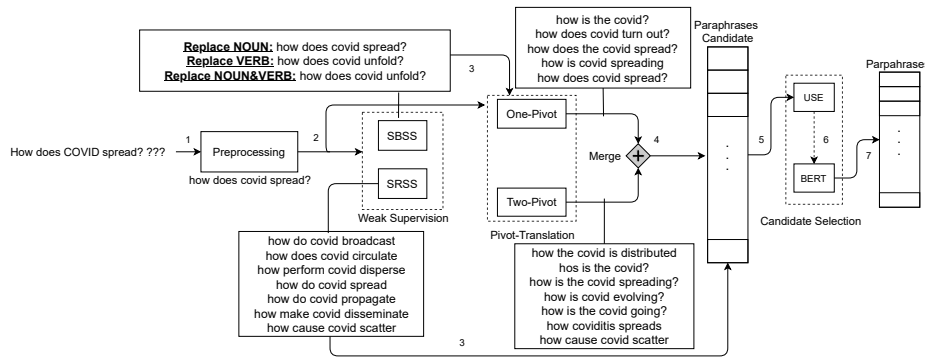 Replace NOUN: how does covid spread?
Replace VERB: how does covid unfold?
Replace NOUN&VERB: how does covid unfold?
3
how is the covid?
how does covid turn out?
how does the covid spread?
how is covid spreading
how does covid spread?
Paraphrases
Candidate
Parpahrases
How does COVID spread? ???
1
Preprocessing
how does covid spread?
2
SBSS
SRSS
Weak Supervision
One-Pivot
Two-Pivot
Pivot-Translation
Merge
+
4
.
.
.
5
USE
6
BERT
Candidate Selection
7
.
.
.
how do covid broadcast
how does covid circulate
how perform covid disperse
how do covid spread
how do covid propagate
how make covid disseminate
how cause covid scatter
how the covid is distributed
hos is the covid?
how is the covid spreading?
how is covid evolving?
how is the covid going?
how coviditis spreads
how cause covid scatter
3